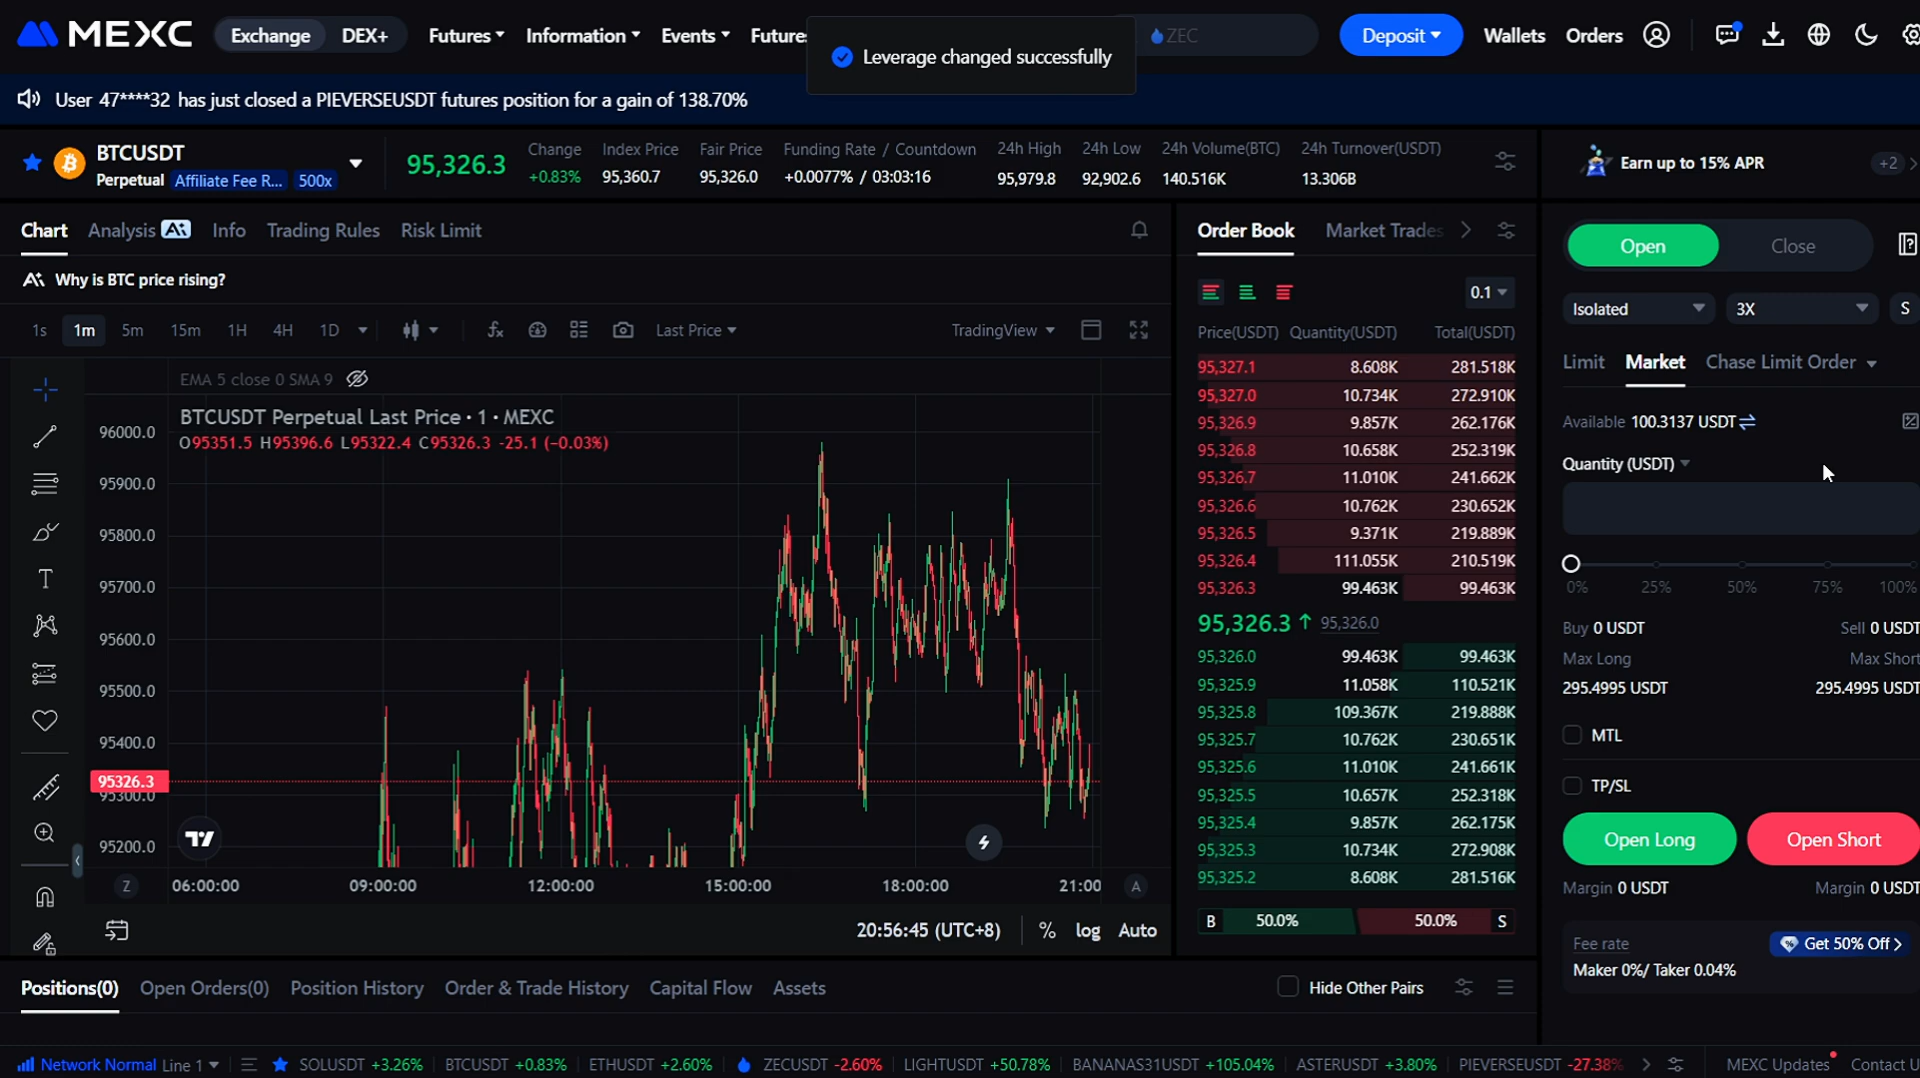 MEXC Exchange DEX+ Futures Information Events Future ZEC Deposit Wallets Orders
Leverage changed successfully
User 47****32 has just closed a PIEVERSEUSDT futures position for a gain of 138.70%
BTCUSDT
Perpetual Affiliate Fee R... 500x
95,326.3
Change Index Price Fair Price Funding Rate / Countdown 24h High 24h Low 24h Volume(BTC) 24h Turnover(USDT)
+0.83% 95,360.7 95,326.0 +0.0077% / 03:03:16 95,979.8 92,902.6 140.516K 13.306B
Earn up to 15% APR +2
Chart Analysis Ai Info Trading Rules Risk Limit
Why is BTC price rising?
1s 1m 5m 15m 1H 4H 1D Last Price TradingView
EMA 5 close 0 SMA 9
BTCUSDT Perpetual Last Price • 1 • MEXC
O95351.5 H95396.6 L95322.4 C95326.3 -25.1 (-0.03%)
96000.0
95900.0
95800.0
95700.0
95600.0
95500.0
95400.0
95326.3
95300.0
95200.0
Z 06:00:00 09:00:00 12:00:00 15:00:00 18:00:00 21:00 A
20:56:45 (UTC+8) % log Auto
Order Book Market Trades
0.1
Price(USDT) Quantity(USDT) Total(USDT)
95,327.1 8.608K 281.518K
95,327.0 10.734K 272.910K
95,326.9 9.857K 262.176K
95,326.8 10.658K 252.319K
95,326.7 11.010K 241.662K
95,326.6 10.762K 230.652K
95,326.5 9.371K 219.889K
95,326.4 111.055K 210.519K
95,326.3 99.463K 99.463K
95,326.3 ↑ 95,326.0
95,326.0 99.463K 99.463K
95,325.9 11.058K 110.521K
95,325.8 109.367K 219.888K
95,325.7 10.762K 230.651K
95,325.6 11.010K 241.661K
95,325.5 10.657K 252.318K
95,325.4 9.857K 262.175K
95,325.3 10.734K 272.908K
95,325.2 8.608K 281.516K
B 50.0% 50.0% S
Open Close
Isolated 3X S
Limit Market Chase Limit Order
Available 100.3137 USDT
Quantity (USDT)
0% 25% 50% 75% 100%
Buy 0 USDT Sell 0 USDT
Max Long Max Short
295.4995 USDT 295.4995 USDT
MTL
TP/SL
Open Long Open Short
Margin 0 USDT Margin 0 USDT
Fee rate Get 50% Off
Maker 0%/ Taker 0.04%
Positions(0) Open Orders(0) Position History Order & Trade History Capital Flow Assets Hide Other Pairs
Network Normal Line 1 SOLUSDT +3.26% BTCUSDT +0.83% ETHUSDT +2.60% ZECUSDT -2.60% LIGHTUSDT +50.78% BANANAS31USDT +105.04% ASTERUSDT +3.80% PIEVERSEUSDT -27.38% MEXC Updates Contact U